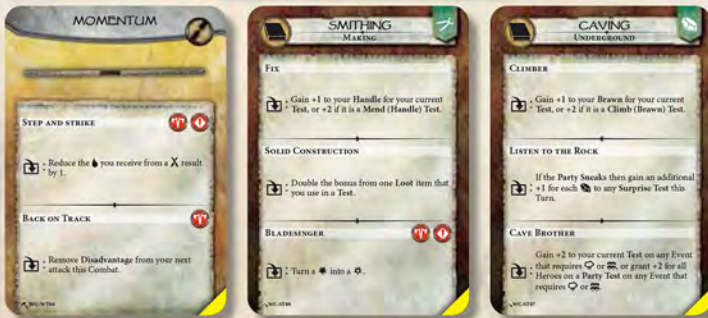 MOMENTUM
STEP AND STRIKE
: Reduce the you receive from a result
by 1.
BACK ON TRACK
: Remove Disadvantage from your next
attack this Combat.
SMITHING
MAKING
FIX
: Gain +1 to your Handle for your current
Test, or +2 if it is a Mend (Handle) Test.
SOLID CONSTRUCTION
: Double the bonus from one Loot item that
you use in a Test.
BLADESINGER
: Turn a into a .
CAVING
UNDERGROUND
CLIMBER
: Gain +1 to your Brawn for your current
Test, or +2 if it is a Climb (Brawn) Test.
LISTEN TO THE ROCK
If the Party Sneaks then gain an additional
: +1 for each to any Surprise Test this
Turn.
CAVE BROTHER
Gain +2 to your current Test on any Event
: that requires or , or grant +2 for all
Heroes on a Party Test on any Event that
requires or .